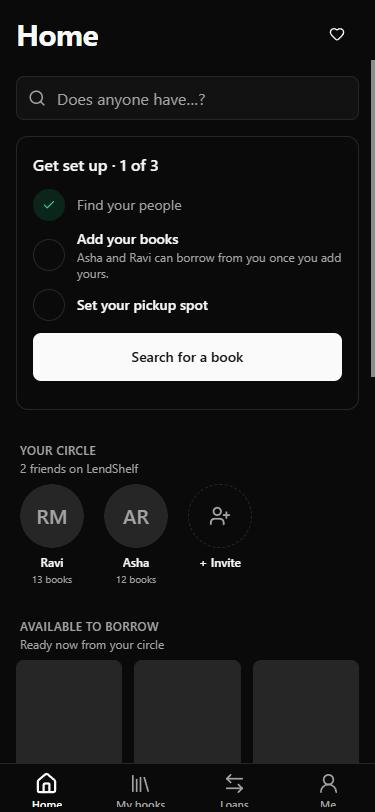 Home
Does anyone have...?
Get set up · 1 of 3
Find your people
Add your books
Asha and Ravi can borrow from you once you add
yours.
Set your pickup spot
Search for a book
YOUR CIRCLE
2 friends on LendShelf
RM
AR
Ravi
Asha
+ Invite
13 books
12 books
AVAILABLE TO BORROW
Ready now from your circle
Home
My books
Loans
Me